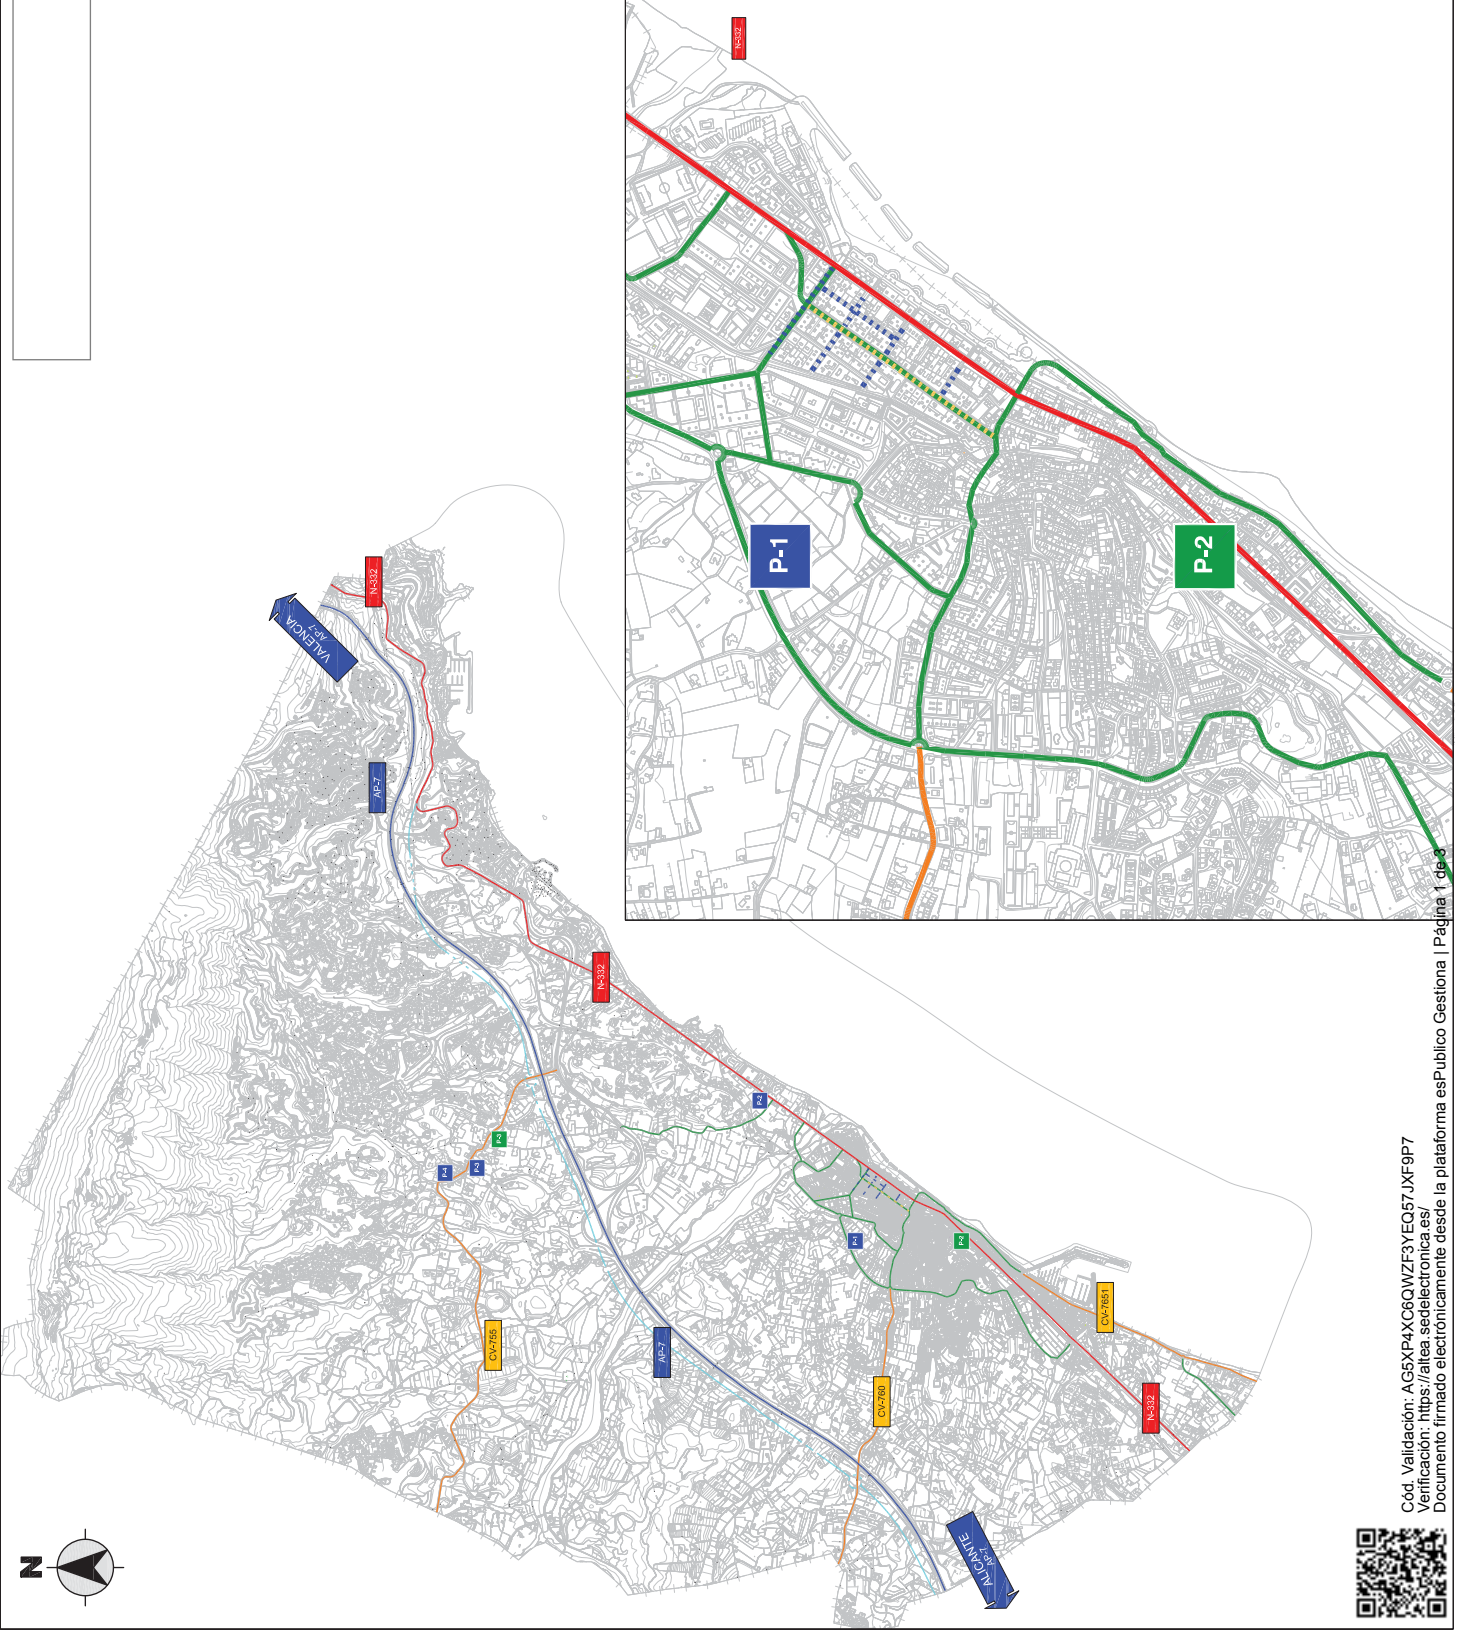 N
VALENCIA
AP-7
N-332
AP-7
N-332
P-2
P-3
P-4
P-3
CV-755
AP-7
P-1
P-2
CV-760
CV-7651
N-332
ALICANTE
AP-7
N-332
P-1
P-2
Cód. Validación: AG5XP4XC6QWZF3YEQ57JXF9P7
Verificación: https://altea.sedelectronica.es/
Documento firmado electrónicamente desde la plataforma esPublico Gestiona | Página 1 de 3